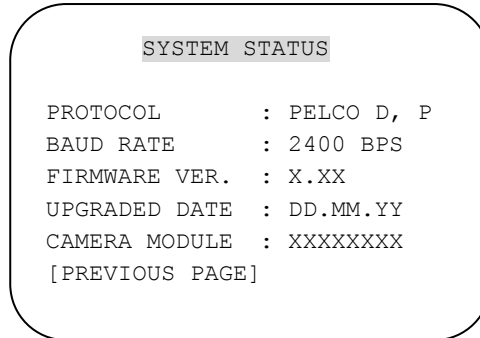 SYSTEM STATUS
PROTOCOL : PELCO D, P
BAUD RATE : 2400 BPS
FIRMWARE VER. : X.XX
UPGRADED DATE : DD.MM.YY
CAMERA MODULE : XXXXXXXX
[PREVIOUS PAGE]